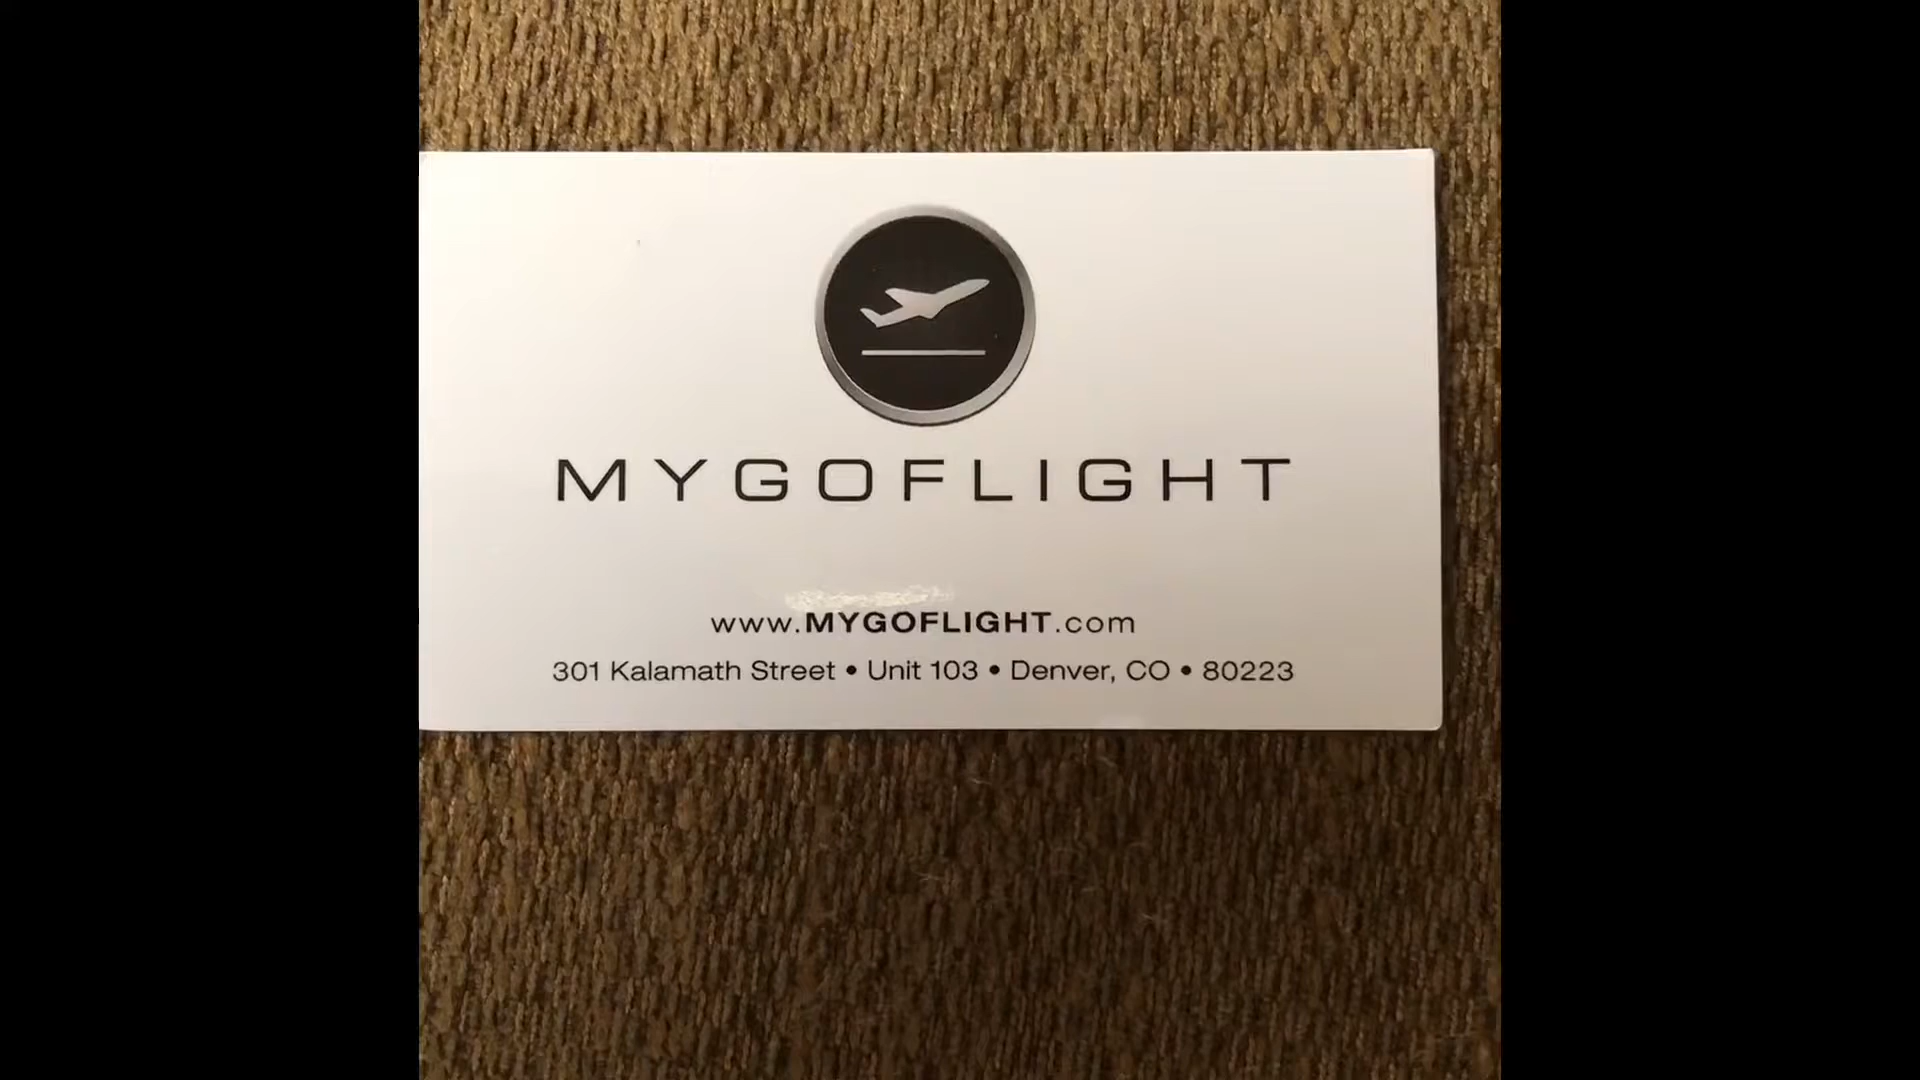 MYGOFLIGHT
www.MYGOFLIGHT.com
301 Kalamath Street • Unit 103 • Denver, CO • 80223